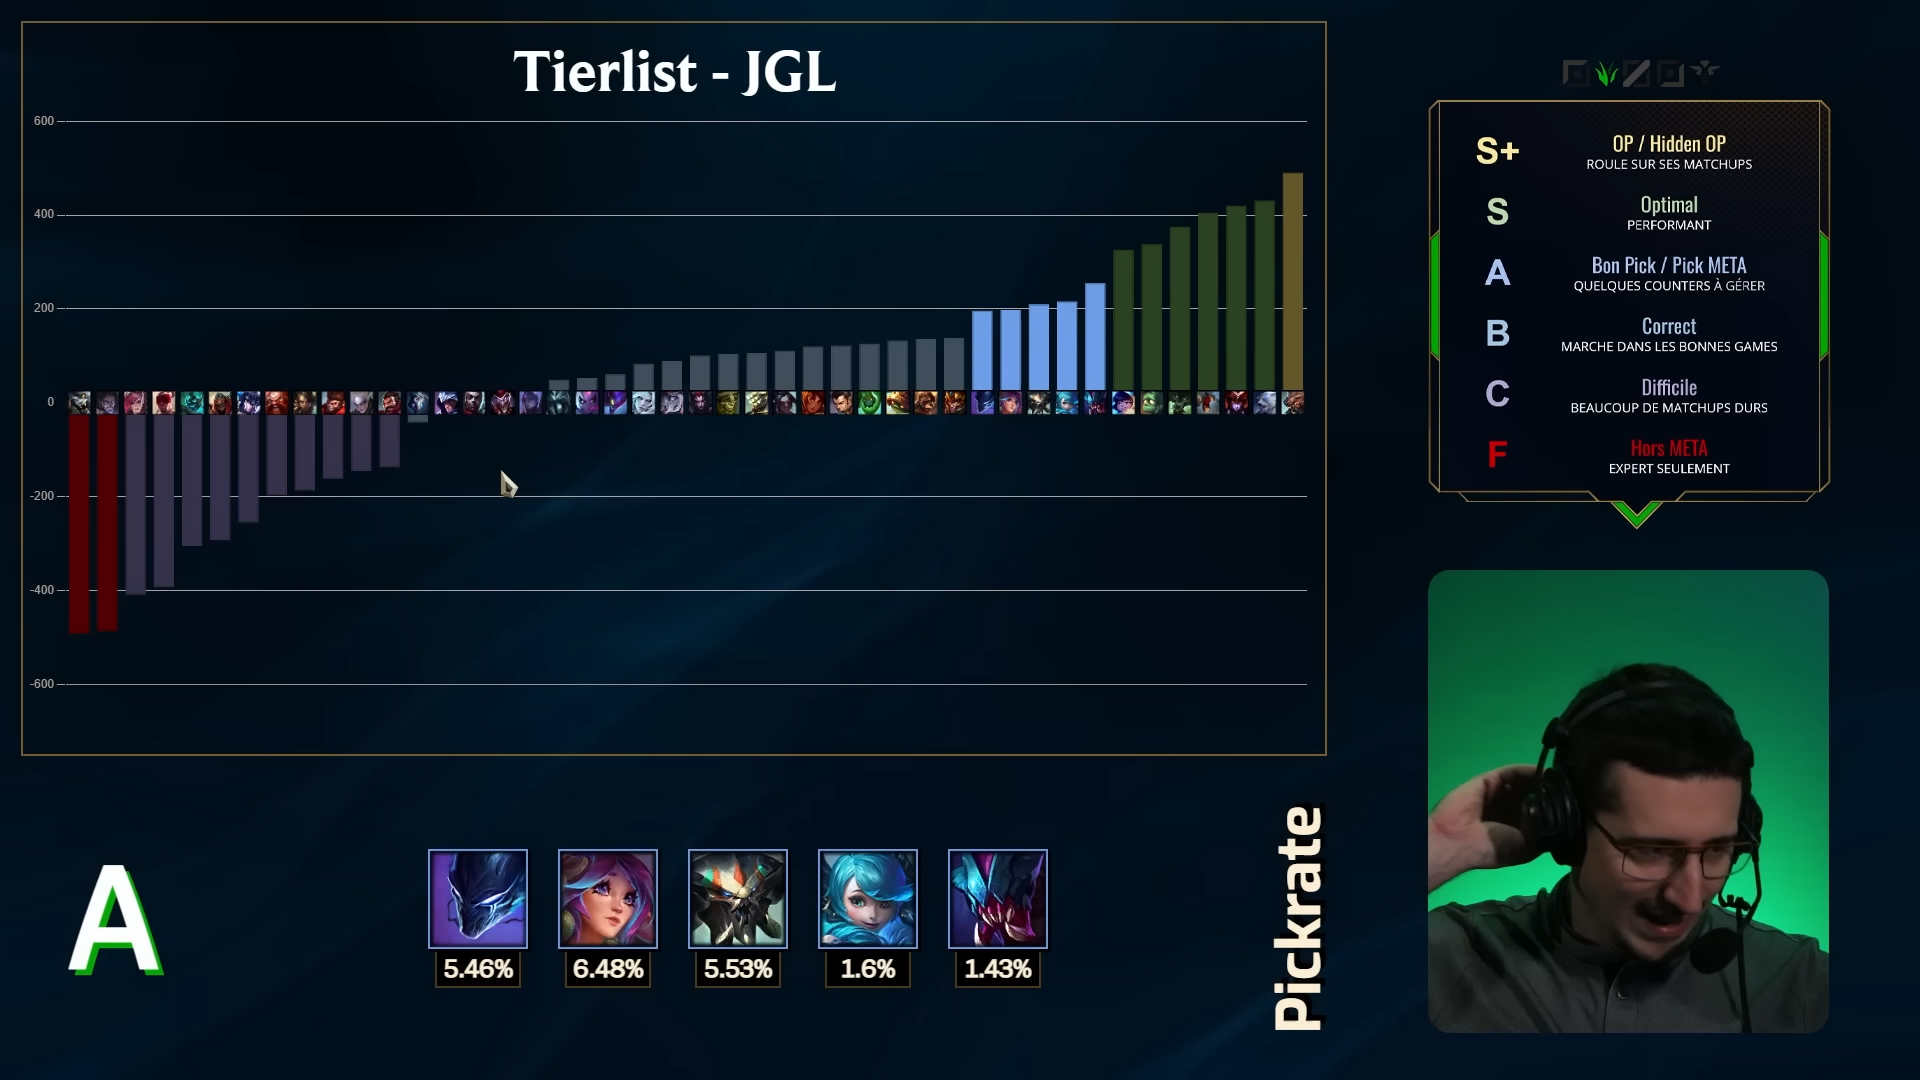 Tierlist - JGL
600
400
200
0
-200
-400
-600
S+
OP / Hidden OP
ROULE SUR SES MATCHUPS
S
Optimal
PERFORMANT
A
Bon Pick / Pick META
QUELQUES COUNTERS À GÉRER
B
Correct
MARCHE DANS LES BONNES GAMES
C
Difficile
BEAUCOUP DE MATCHUPS DURS
F
Hors META
EXPERT SEULEMENT
A
5.46%
6.48%
5.53%
1.6%
1.43%
Pickrate